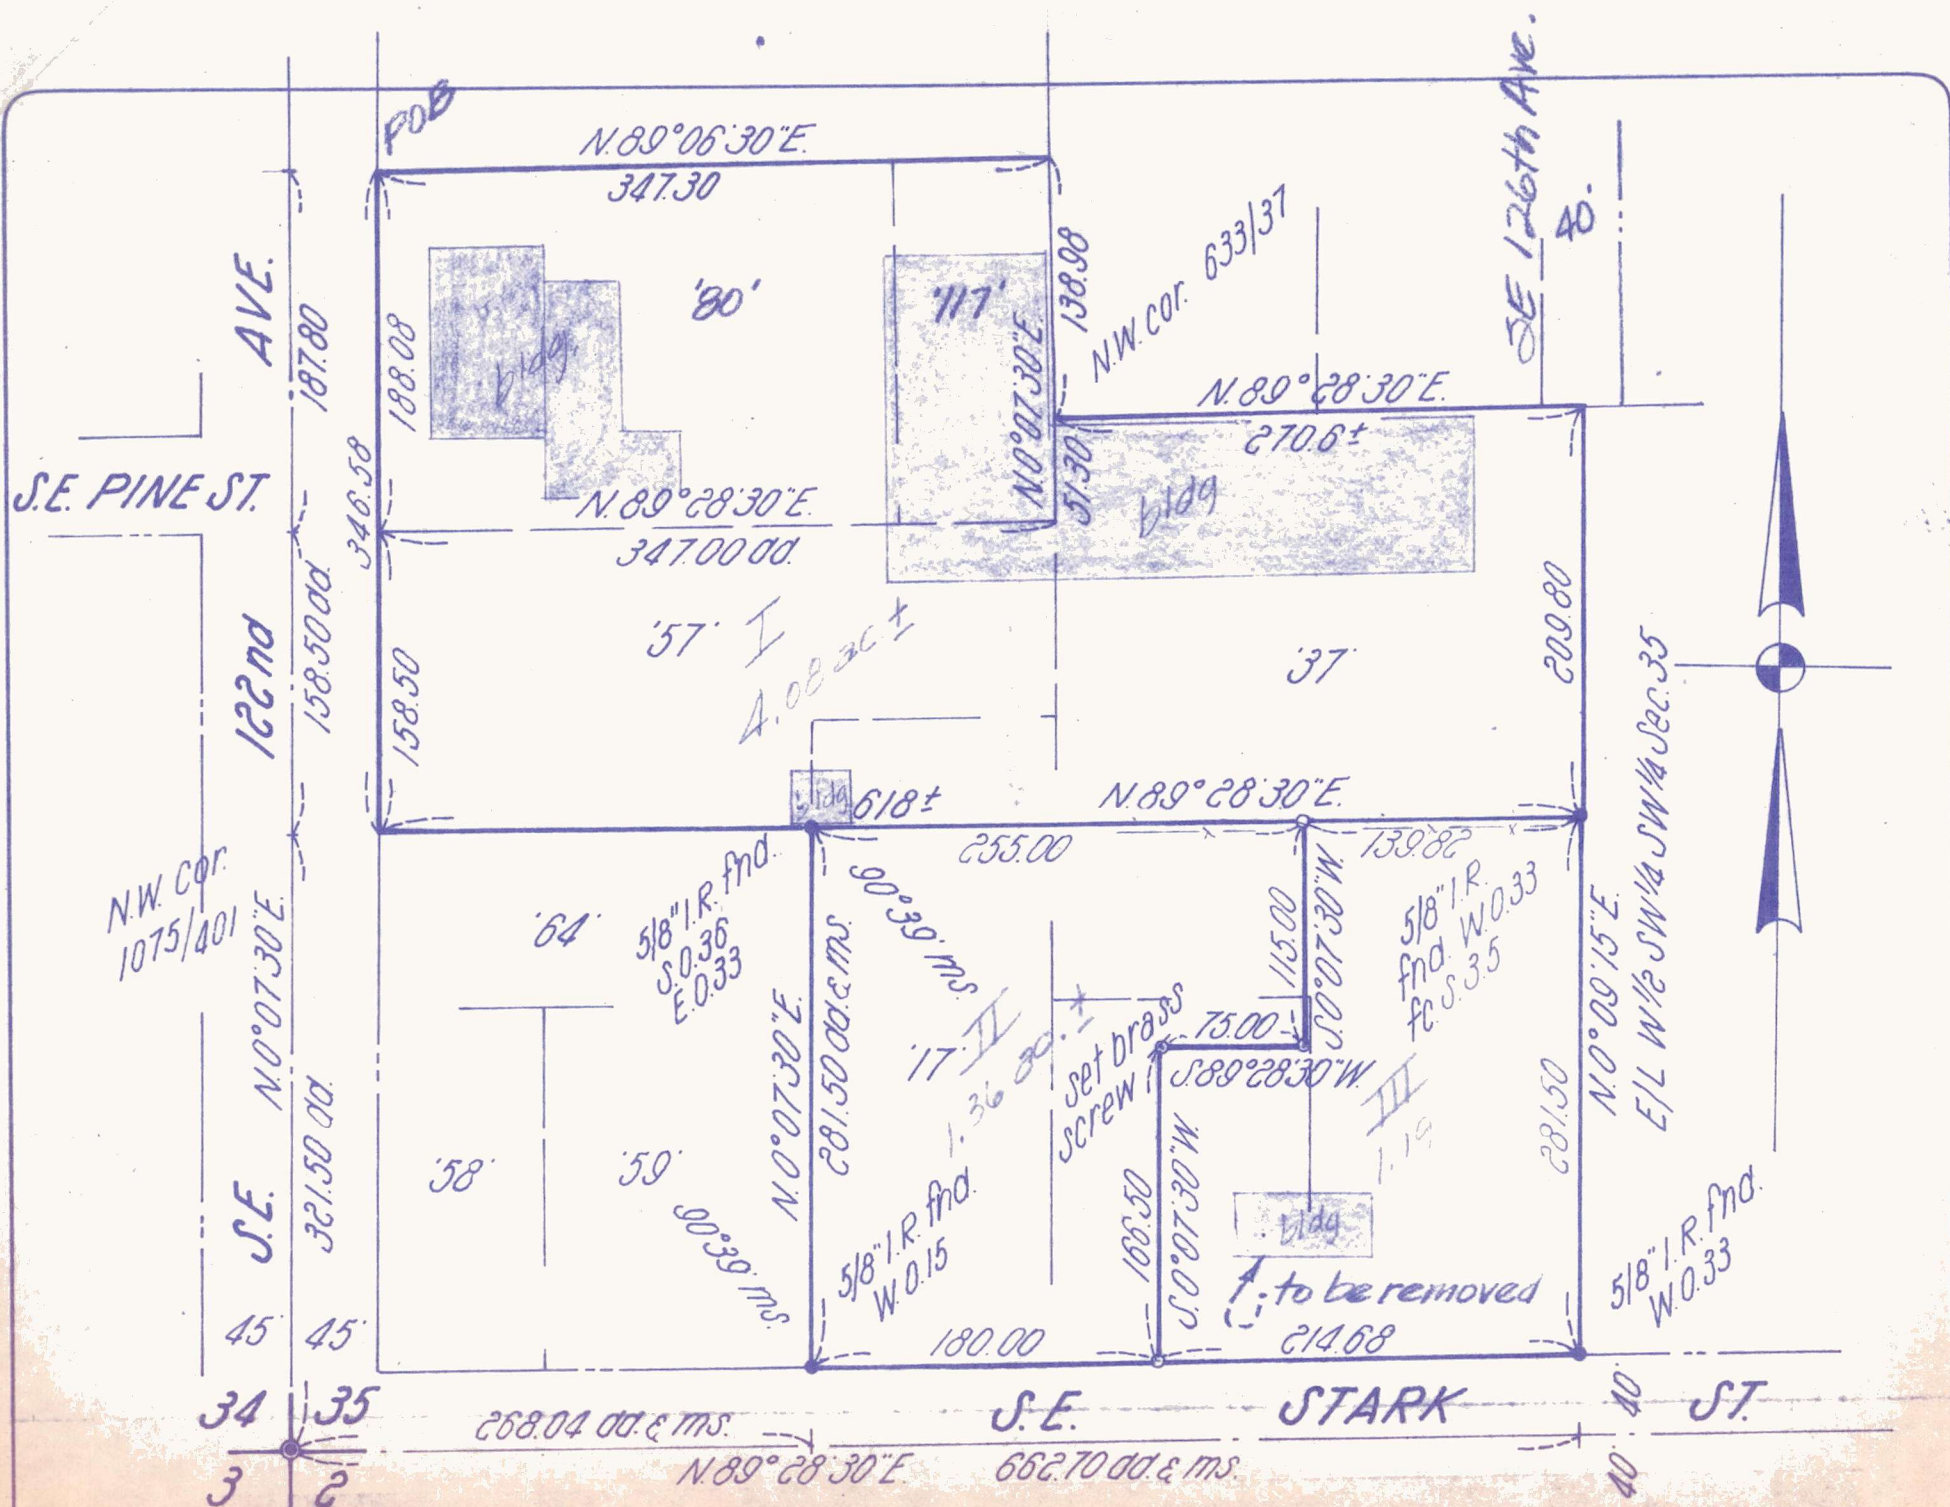 POB
N.89°06'30"E.
347.30
SE 126th Ave.
40.
AVE.
187.80
188.08
'80'
'117'
138.98
N.W. cor. 633/37
bldg.
N.0°07'30"E.
N.89°28'30"E.
270.6±
S.E. PINE ST.
346.58
N.89°28'30"E.
347.00 dd.
51.30
bldg
122nd
158.50 dd.
158.50
'57'
I
4.08 ac ±
'37'
209.80
E/L W½ SW¼ SW¼ Sec. 35
bldg
618±
N.89°28'30"E.
255.00
139.82
N.W. cor.
1075/401
N.0°07'30"E.
'64'
5/8" I.R. fnd.
S.0.36
E.0.33
90°39' ms.
281.50 dd. & ms.
N.0°07'30"E.
115.00
S.0°07'30"W.
5/8" I.R.
fnd. W.0.33
fc. S.3.5
N.0°09'15"E.
'17'
II
1.36 ac. ±
set brass
screw
75.00
S.89°28'30"W.
III
1.19
281.50
S.E.
321.50 dd.
'58'
'59'
90°39' ms.
5/8" I.R. fnd.
W.0.15
166.50
S.0°07'30"W.
bldg
to be removed
5/8" I.R. fnd.
W.0.33
45'
45'
180.00
214.68
34
35
268.04 dd. & ms.
S.E.
STARK
ST.
40'
40'
3
2
N.89°28'30"E.
662.70 dd. & ms.